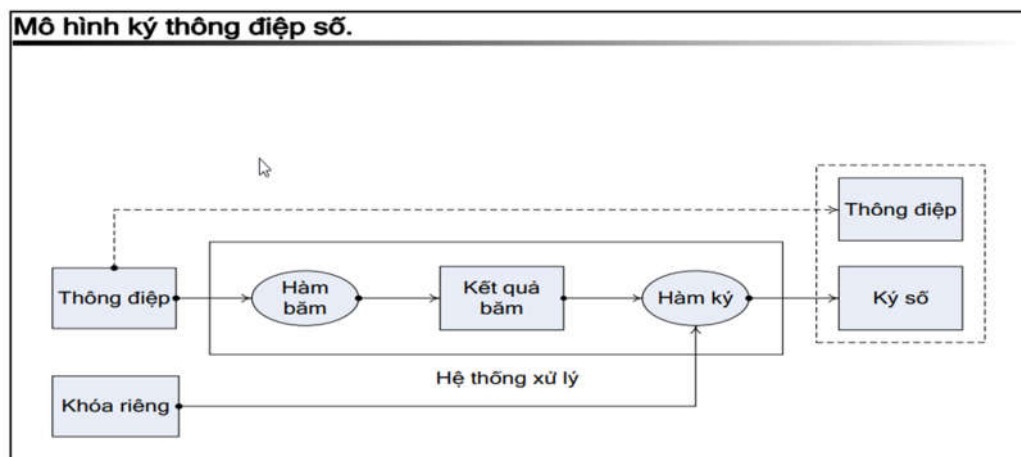 Mô hình ký thông điệp số.
Thông điệp
Thông điệp
Hàm
băm
Kết quả
băm
Hàm ký
Ký số
Hệ thống xử lý
Khóa riêng